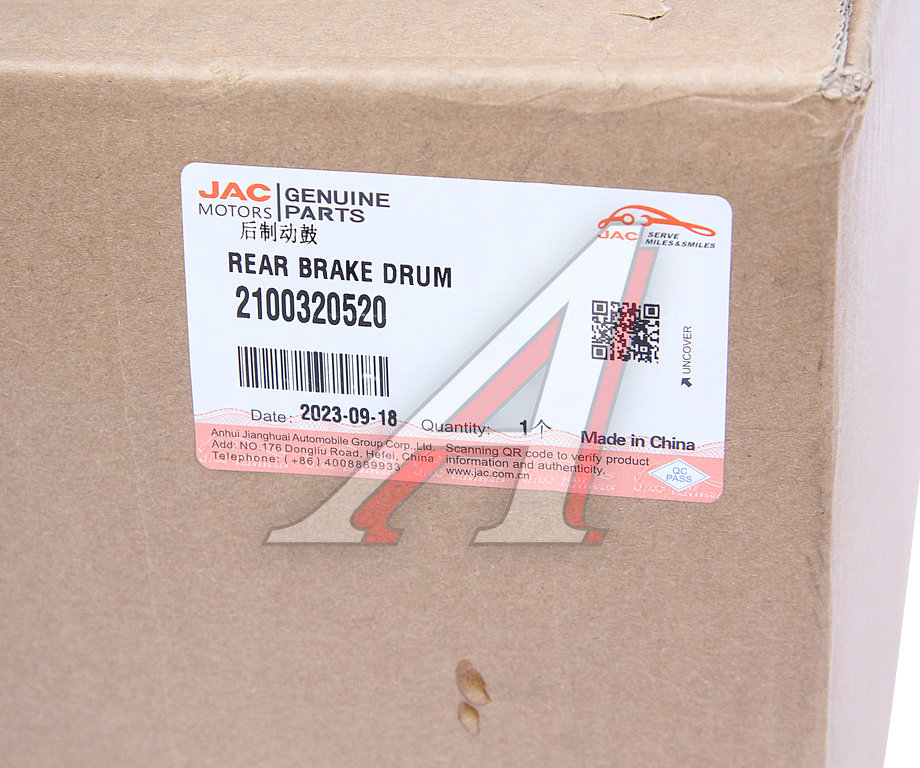 JAC MOTORS GENUINE PARTS
后制动鼓
REAR BRAKE DRUM
2100320520
JAC SERVE MILES&SMILES
UNCOVER
Date: 2023-09-18
Quantity: 1个
Made in China
Anhui Jianghuai Automobile Group Corp., Ltd.
Add: NO.176 Dongliu Road, Hefei, China
Telephone: (+86) 4008889933
Scanning QR code to verify product
information and authenticity.
www.jac.com.cn
QC
PASS